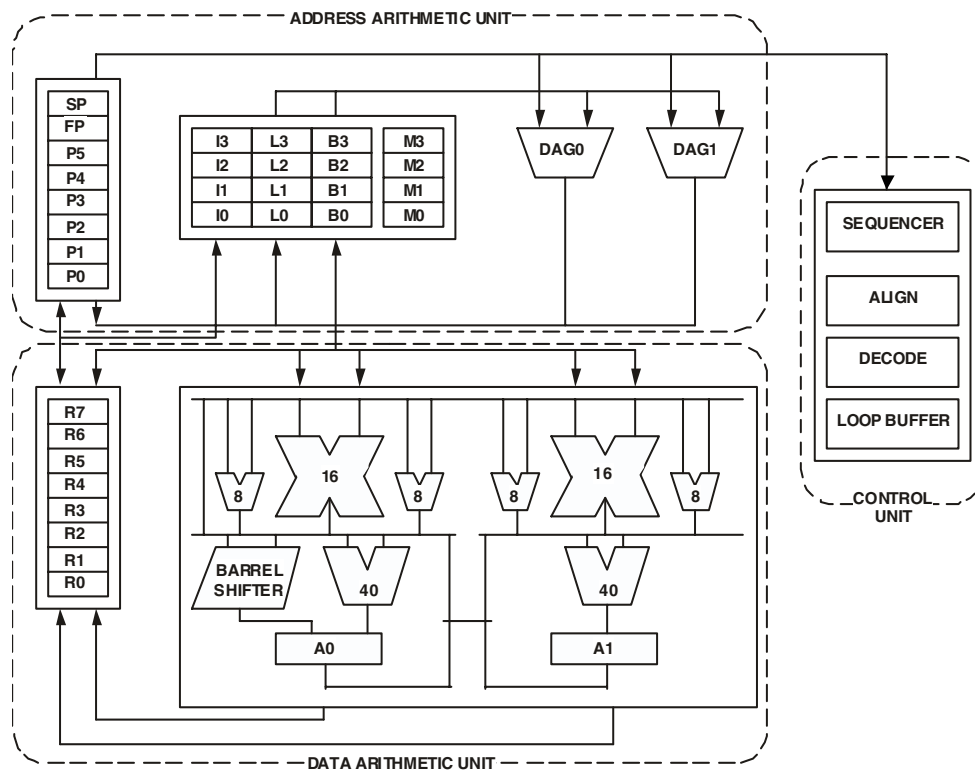 ADDRESS ARITHMETIC UNIT
SP
FP
P5
P4
P3
P2
P1
P0
I3 L3 B3 M3
I2 L2 B2 M2
I1 L1 B1 M1
I0 L0 B0 M0
DAG0 DAG1
SEQUENCER
ALIGN
DECODE
LOOP BUFFER
CONTROL
UNIT
R7
R6
R5
R4
R3
R2
R1
R0
8 16 8 8 16 8
BARREL
SHIFTER
40 40
A0 A1
DATA ARITHMETIC UNIT